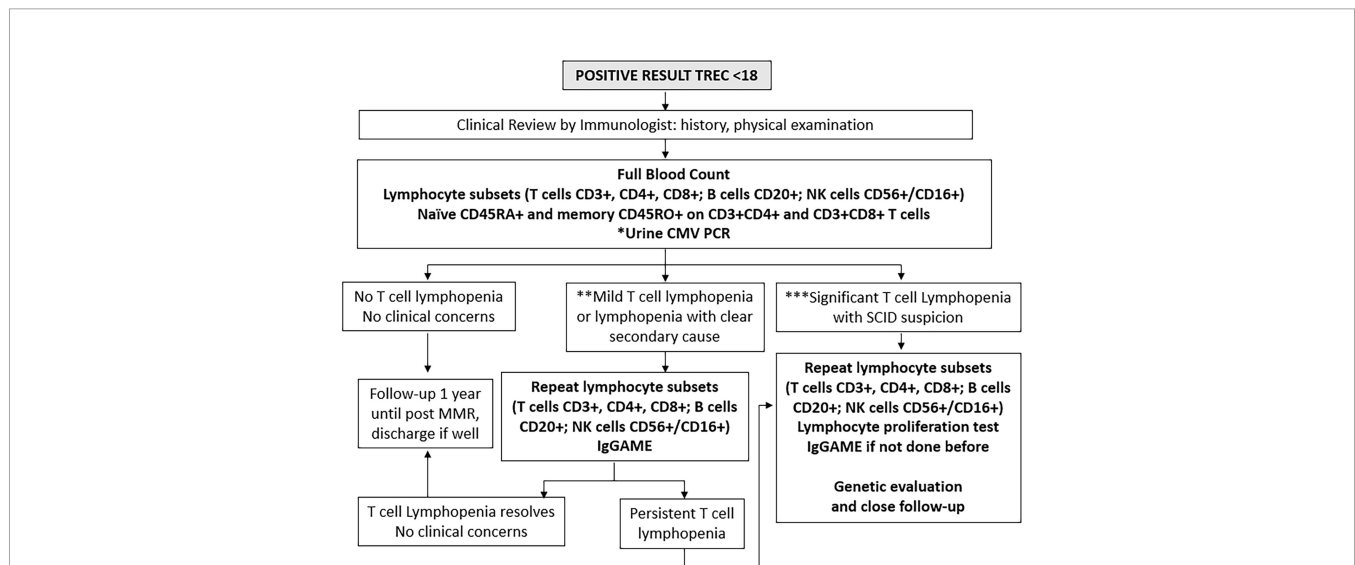 POSITIVE RESULT TREC <18
Clinical Review by Immunologist: history, physical examination
Full Blood Count
Lymphocyte subsets (T cells CD3+, CD4+, CD8+; B cells CD20+; NK cells CD56+/CD16+)
Naïve CD45RA+ and memory CD45RO+ on CD3+CD4+ and CD3+CD8+ T cells
*Urine CMV PCR
No T cell lymphopenia
No clinical concerns
**Mild T cell lymphopenia
or lymphopenia with clear
secondary cause
***Significant T cell Lymphopenia
with SCID suspicion
Follow-up 1 year
until post MMR,
discharge if well
Repeat lymphocyte subsets
(T cells CD3+, CD4+, CD8+; B cells
CD20+; NK cells CD56+/CD16+)
IgGAME
Repeat lymphocyte subsets
(T cells CD3+, CD4+, CD8+; B cells
CD20+; NK cells CD56+/CD16+)
Lymphocyte proliferation test
IgGAME if not done before
Genetic evaluation
and close follow-up
T cell Lymphopenia resolves
No clinical concerns
Persistent T cell
lymphopenia